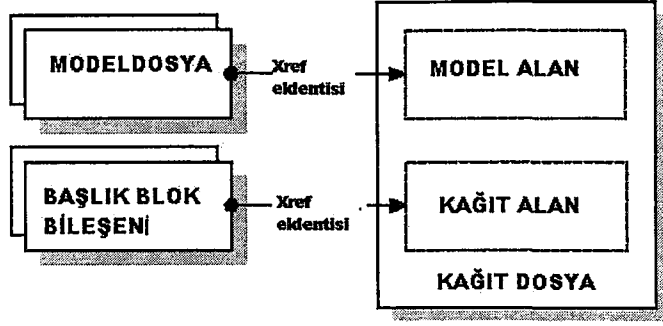 MODELDOSYA
Xref
eklentisi
MODEL ALAN
BAŞLIK BLOK
BİLEŞENİ
Xref
eklentisi
KAĞIT ALAN
KAĞIT DOSYA